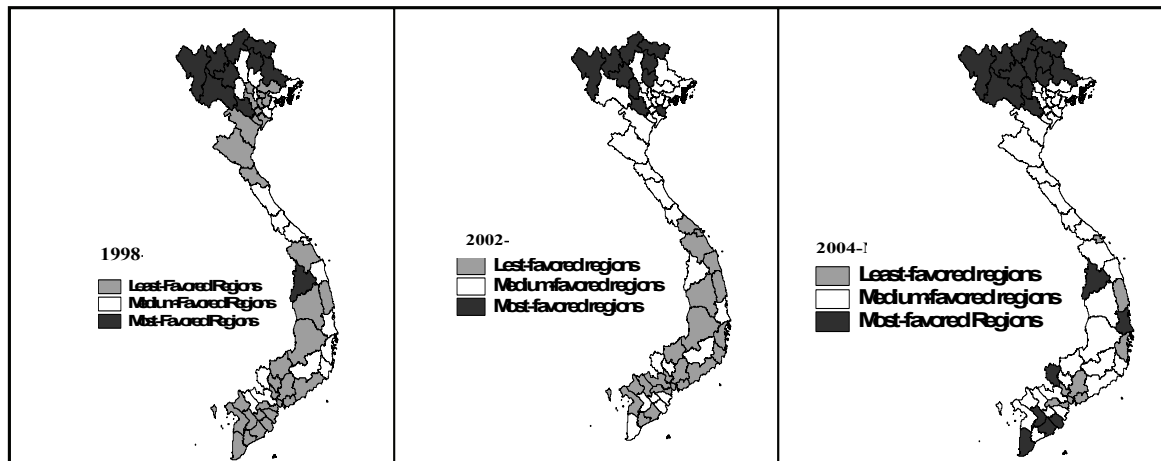 1998-
Least-Favored Regions
Medium-Favored Regions
Most-Favored Regions
2002-
Lest-favored regions
Medium-favored regions
Most-favored regions
2004-
Least-favored regions
Medium-favored regions
Most-favored Regions